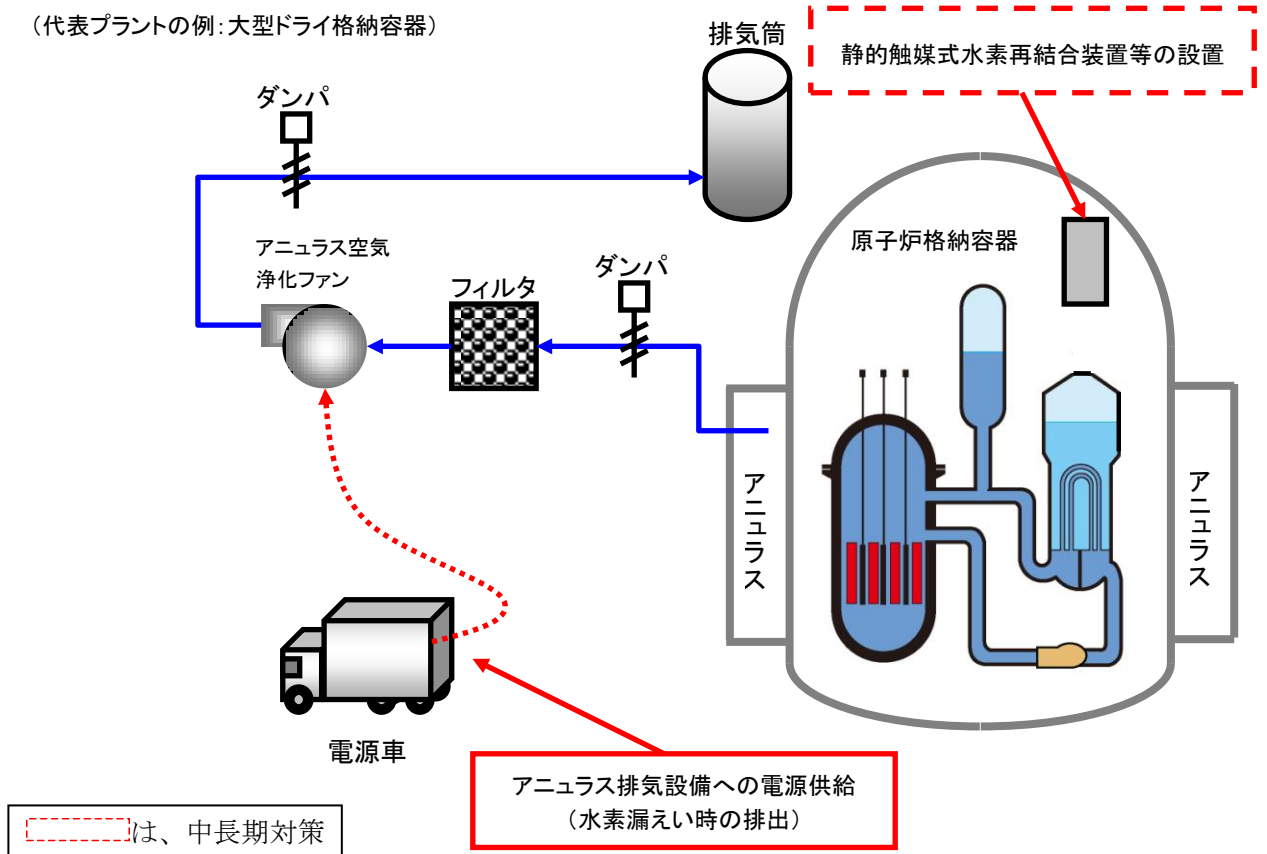 （代表プラントの例：大型ドライ格納容器）
排気筒
静的触媒式水素再結合装置等の設置
ダンパ
原子炉格納容器
アニュラス空気
浄化ファン
フィルタ
ダンパ
アニュラス
アニュラス
電源車
アニュラス排気設備への電源供給
（水素漏えい時の排出）
は、中長期対策